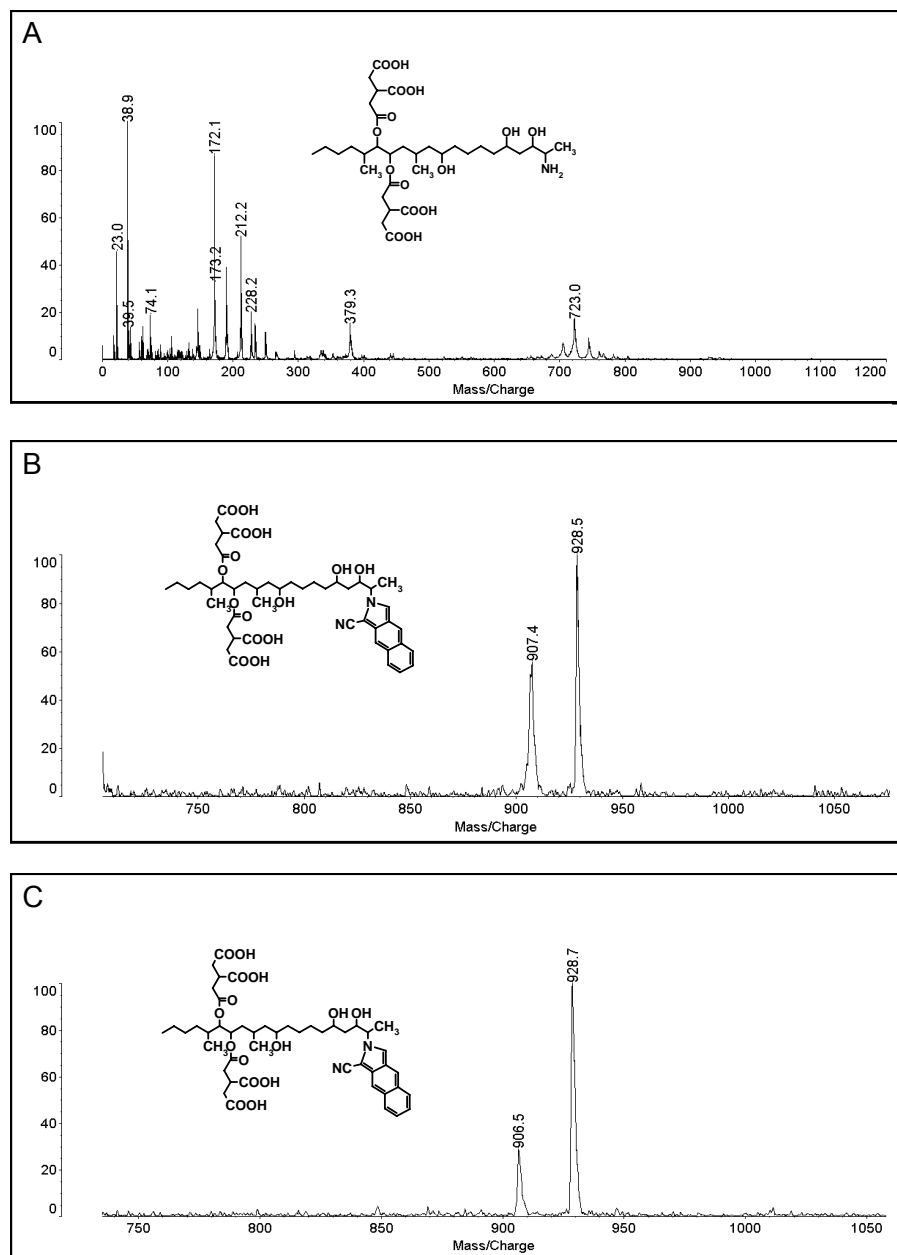 A
COOH
COOH
O
O
OH OH
CH₃
CH₃
CH₃
OH
NH₂
O
O
COOH
COOH
100
80
60
40
20
0
38.9
172.1
23.0
39.5
74.1
173.2
212.2
228.2
379.3
723.0
0 100 200 300 400 500 600 700 800 900 1000 1100 1200
Mass/Charge
B
COOH
COOH
O
O
OH OH
CH₃
CH₃ CH₃OH
N
O
O
NC
COOH
COOH
100
80
60
40
20
0
907.4
928.5
750 800 850 900 950 1000 1050
Mass/Charge
C
COOH
COOH
O
O
OH OH
CH₃
CH₃ CH₃OH
N
O
O
NC
COOH
COOH
100
80
60
40
20
0
906.5
928.7
750 800 850 900 950 1000 1050
Mass/Charge